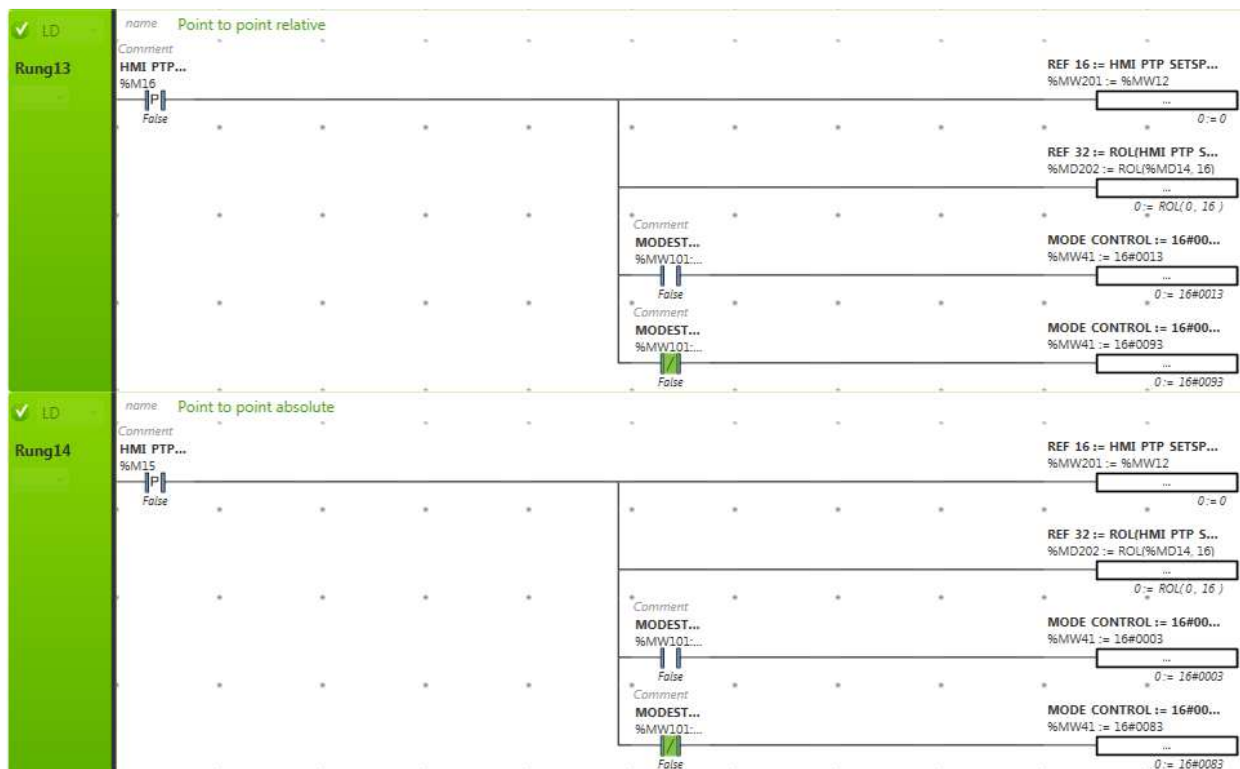 LD
name Point to point relative
Comment
Rung13
HMI PTP...
%M16
P
False
REF 16 := HMI PTP SETSP...
%MW201 := %MW12
...
0 := 0
REF 32 := ROL(HMI PTP S...
%MD202 := ROL(%MD14, 16)
...
0 := ROL( 0 , 16 )
Comment
MODEST...
%MW101:...
False
MODE CONTROL := 16#00...
%MW41 := 16#0013
...
0 := 16#0013
Comment
MODEST...
%MW101:...
/
False
MODE CONTROL := 16#00...
%MW41 := 16#0093
...
0 := 16#0093
LD
name Point to point absolute
Comment
Rung14
HMI PTP...
%M15
P
False
REF 16 := HMI PTP SETSP...
%MW201 := %MW12
...
0 := 0
REF 32 := ROL(HMI PTP S...
%MD202 := ROL(%MD14, 16)
...
0 := ROL( 0 , 16 )
Comment
MODEST...
%MW101:...
False
MODE CONTROL := 16#00...
%MW41 := 16#0003
...
0 := 16#0003
Comment
MODEST...
%MW101:...
/
False
MODE CONTROL := 16#00...
%MW41 := 16#0083
...
0 := 16#0083